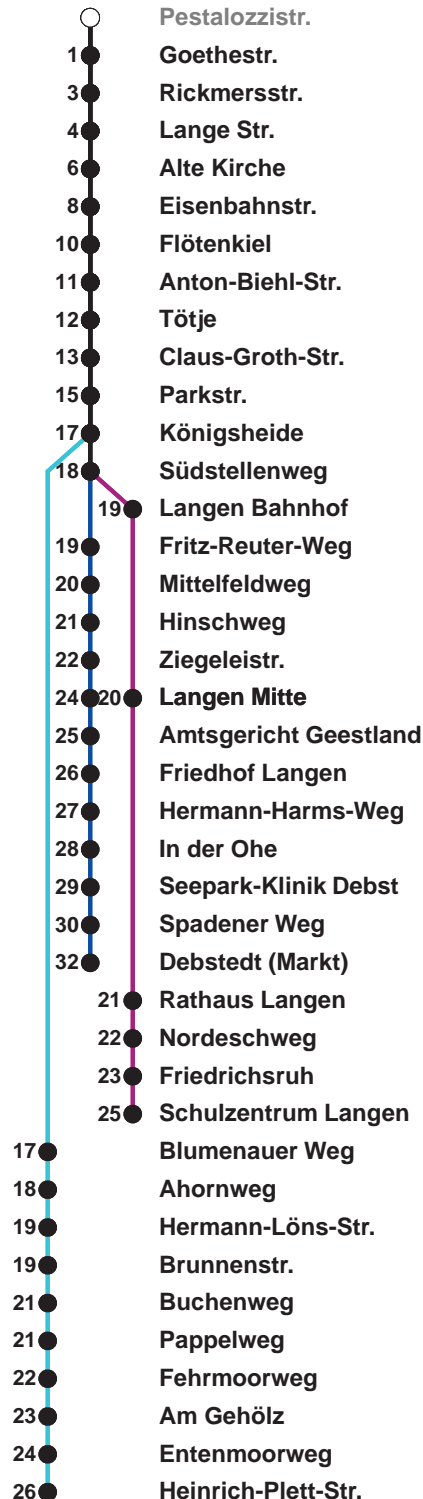 Pestalozzistr.
1 Goethestr.
3 Rickmersstr.
4 Lange Str.
6 Alte Kirche
8 Eisenbahnstr.
10 Flötenkiel
11 Anton-Biehl-Str.
12 Tötje
13 Claus-Groth-Str.
15 Parkstr.
17 Königsheide
18 Südstellenweg
19 Langen Bahnhof
19 Fritz-Reuter-Weg
20 Mittelfeldweg
21 Hinschweg
22 Ziegeleistr.
24 20 Langen Mitte
25 Amtsgericht Geestland
26 Friedhof Langen
27 Hermann-Harms-Weg
28 In der Ohe
29 Seepark-Klinik Debst
30 Spadener Weg
32 Debstedt (Markt)
21 Rathaus Langen
22 Nordeschweg
23 Friedrichsruh
25 Schulzentrum Langen
17 Blumenauer Weg
18 Ahornweg
19 Hermann-Löns-Str.
19 Brunnenstr.
21 Buchenweg
21 Pappelweg
22 Fehrmoorweg
23 Am Gehölz
24 Entenmoorweg
26 Heinrich-Plett-Str.